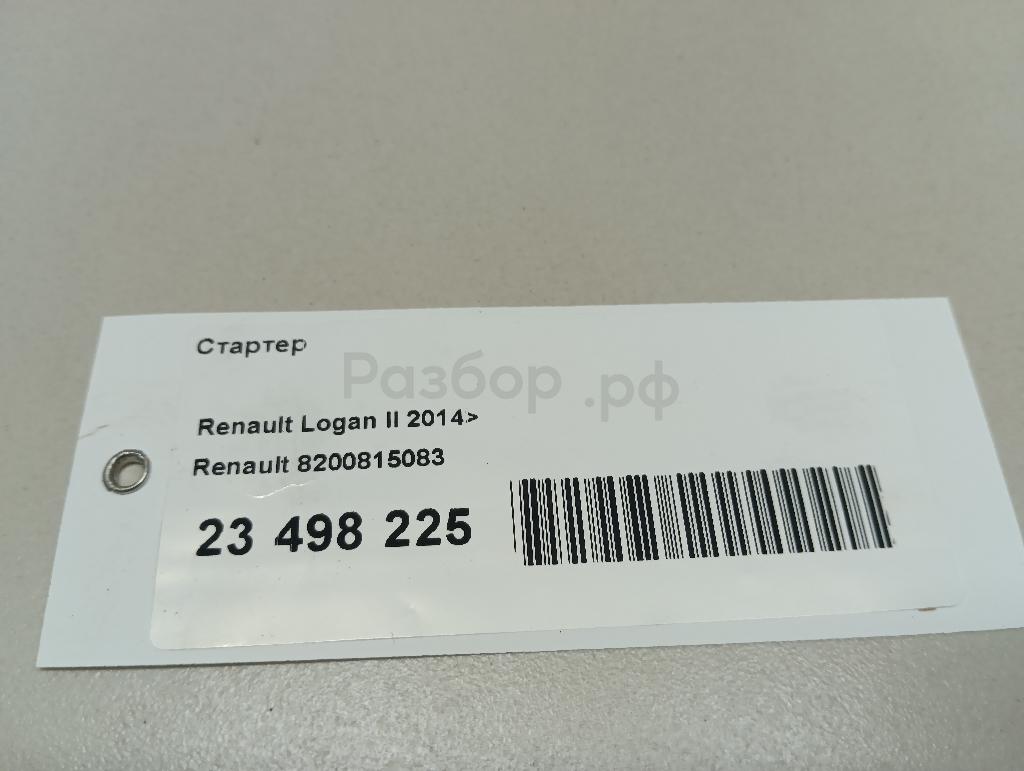 Стартер
Разбор.рф
Renault Logan II 2014>
Renault 8200815083
23 498 225